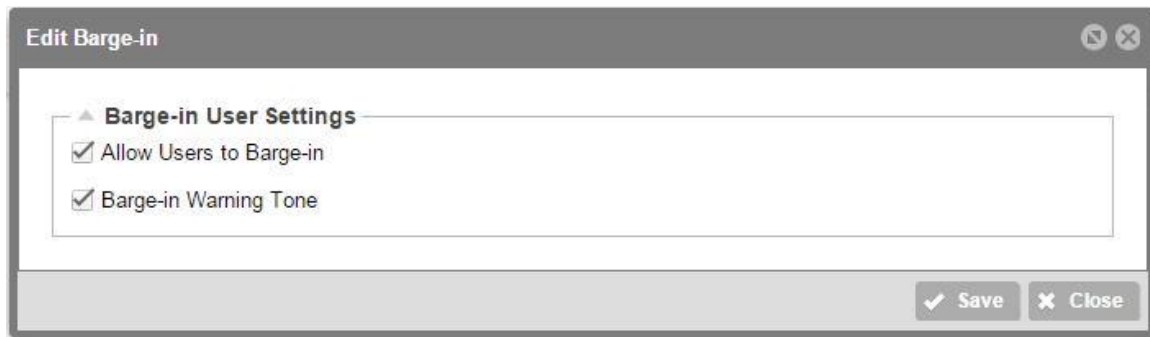 Edit Barge-in
Barge-in User Settings
Allow Users to Barge-in
Barge-in Warning Tone
Save
Close